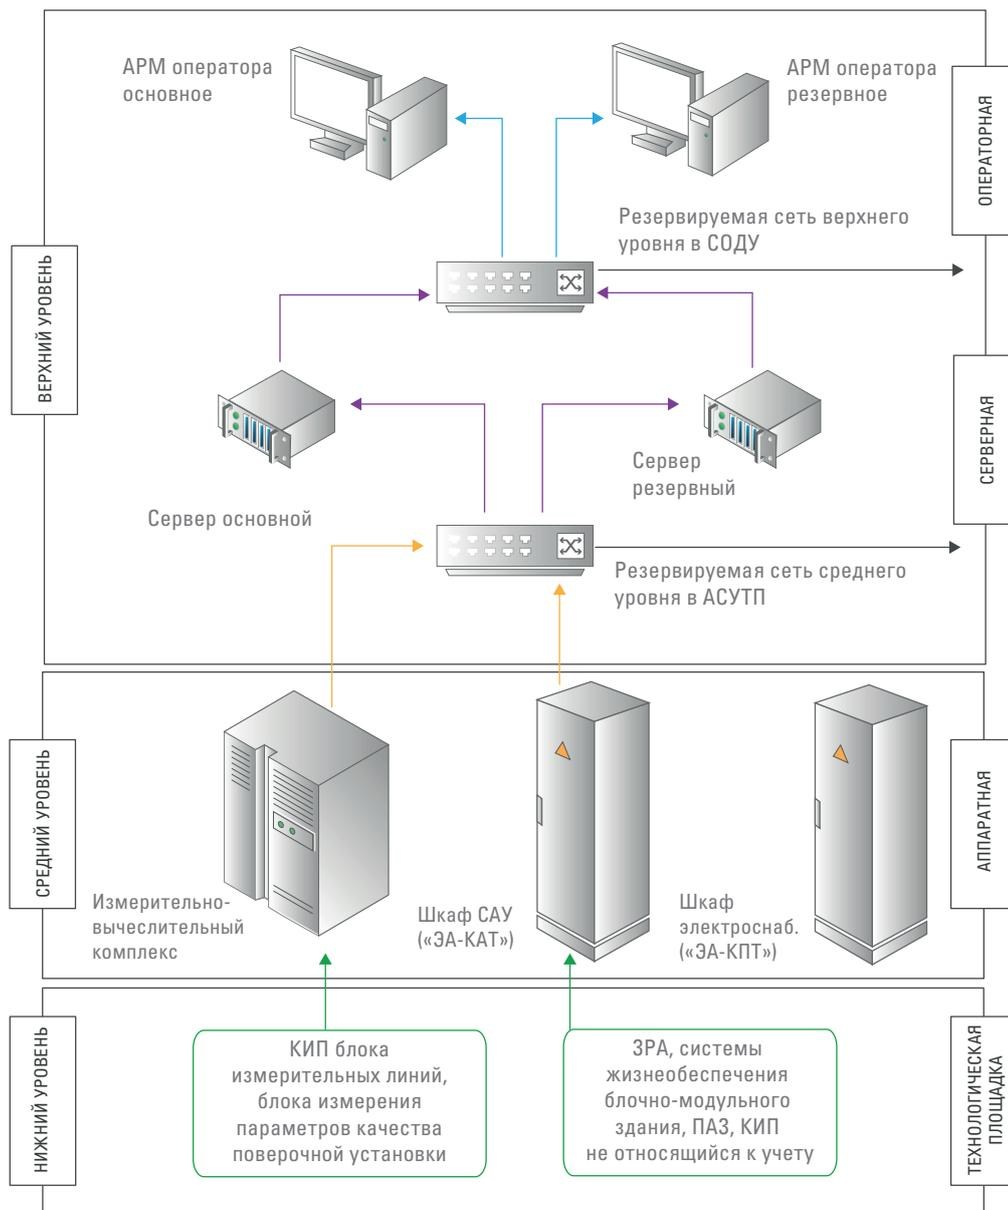 АРМ оператора
основное
АРМ оператора
резервное
ОПЕРАТОРНАЯ
Резервируемая сеть верхнего
уровня в СОДУ
ВЕРХНИЙ УРОВЕНЬ
СЕРВЕРНАЯ
Сервер
резервный
Сервер основной
Резервируемая сеть среднего
уровня в АСУТП
СРЕДНИЙ УРОВЕНЬ
АППАРАТНАЯ
Измерительно-
вычеслительный
комплекс
Шкаф САУ
(«ЭА-КАТ»)
Шкаф
электроснаб.
(«ЭА-КПТ»)
НИЖНИЙ УРОВЕНЬ
КИП блока
измерительных линий,
блока измерения
параметров качества
поверочной установки
ЗРА, системы
жизнеобеспечения
блочно-модульного
здания, ПАЗ, КИП
не относящийся к учету
ТЕХНОЛОГИЧЕСКАЯ
ПЛОЩАДКА